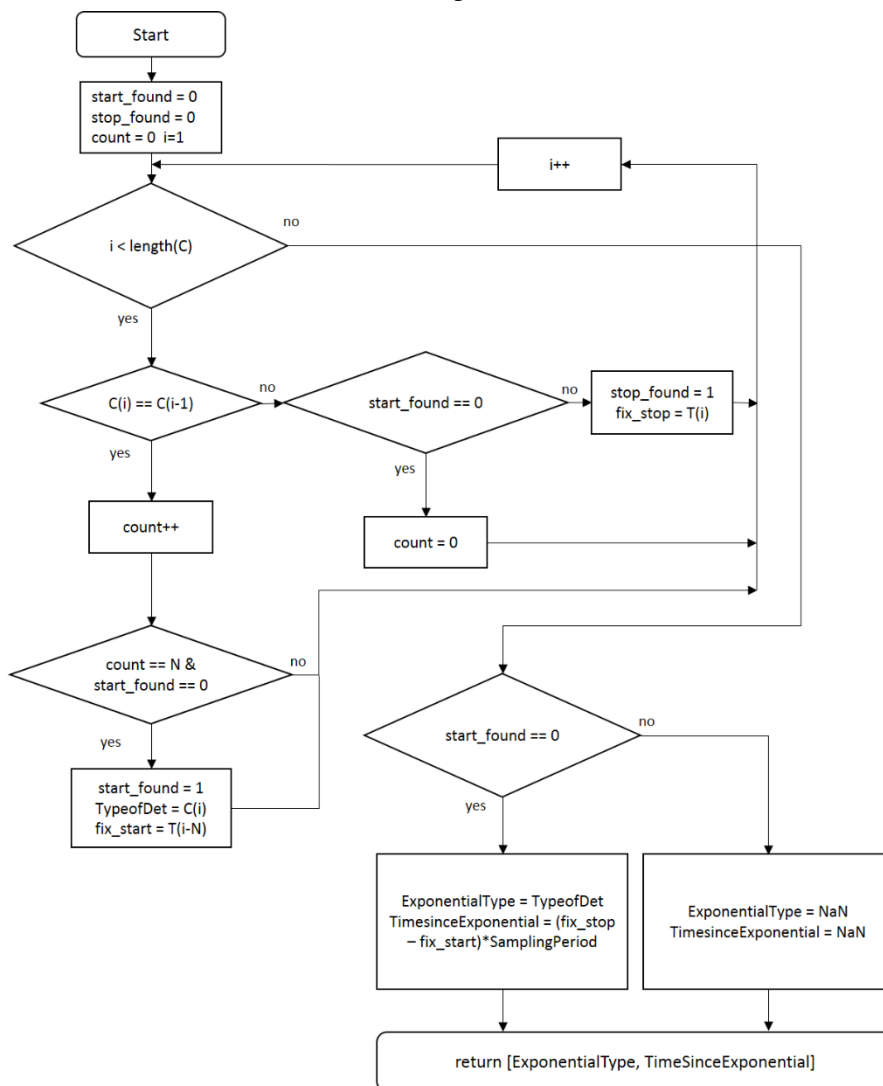 Start
start_found = 0
stop_found = 0
count = 0 i=1
i++
i < length(C)
no
yes
C(i) == C(i-1)
no
start_found == 0
no
stop_found = 1
fix_stop = T(i)
yes
yes
count++
count = 0
count == N &
start_found == 0
no
yes
start_found == 0
no
yes
start_found = 1
TypeofDet = C(i)
fix_start = T(i-N)
ExponentialType = TypeofDet
TimesinceExponential = (fix_stop
– fix_start)*SamplingPeriod
ExponentialType = NaN
TimesinceExponential = NaN
return [ExponentialType, TimeSinceExponential]